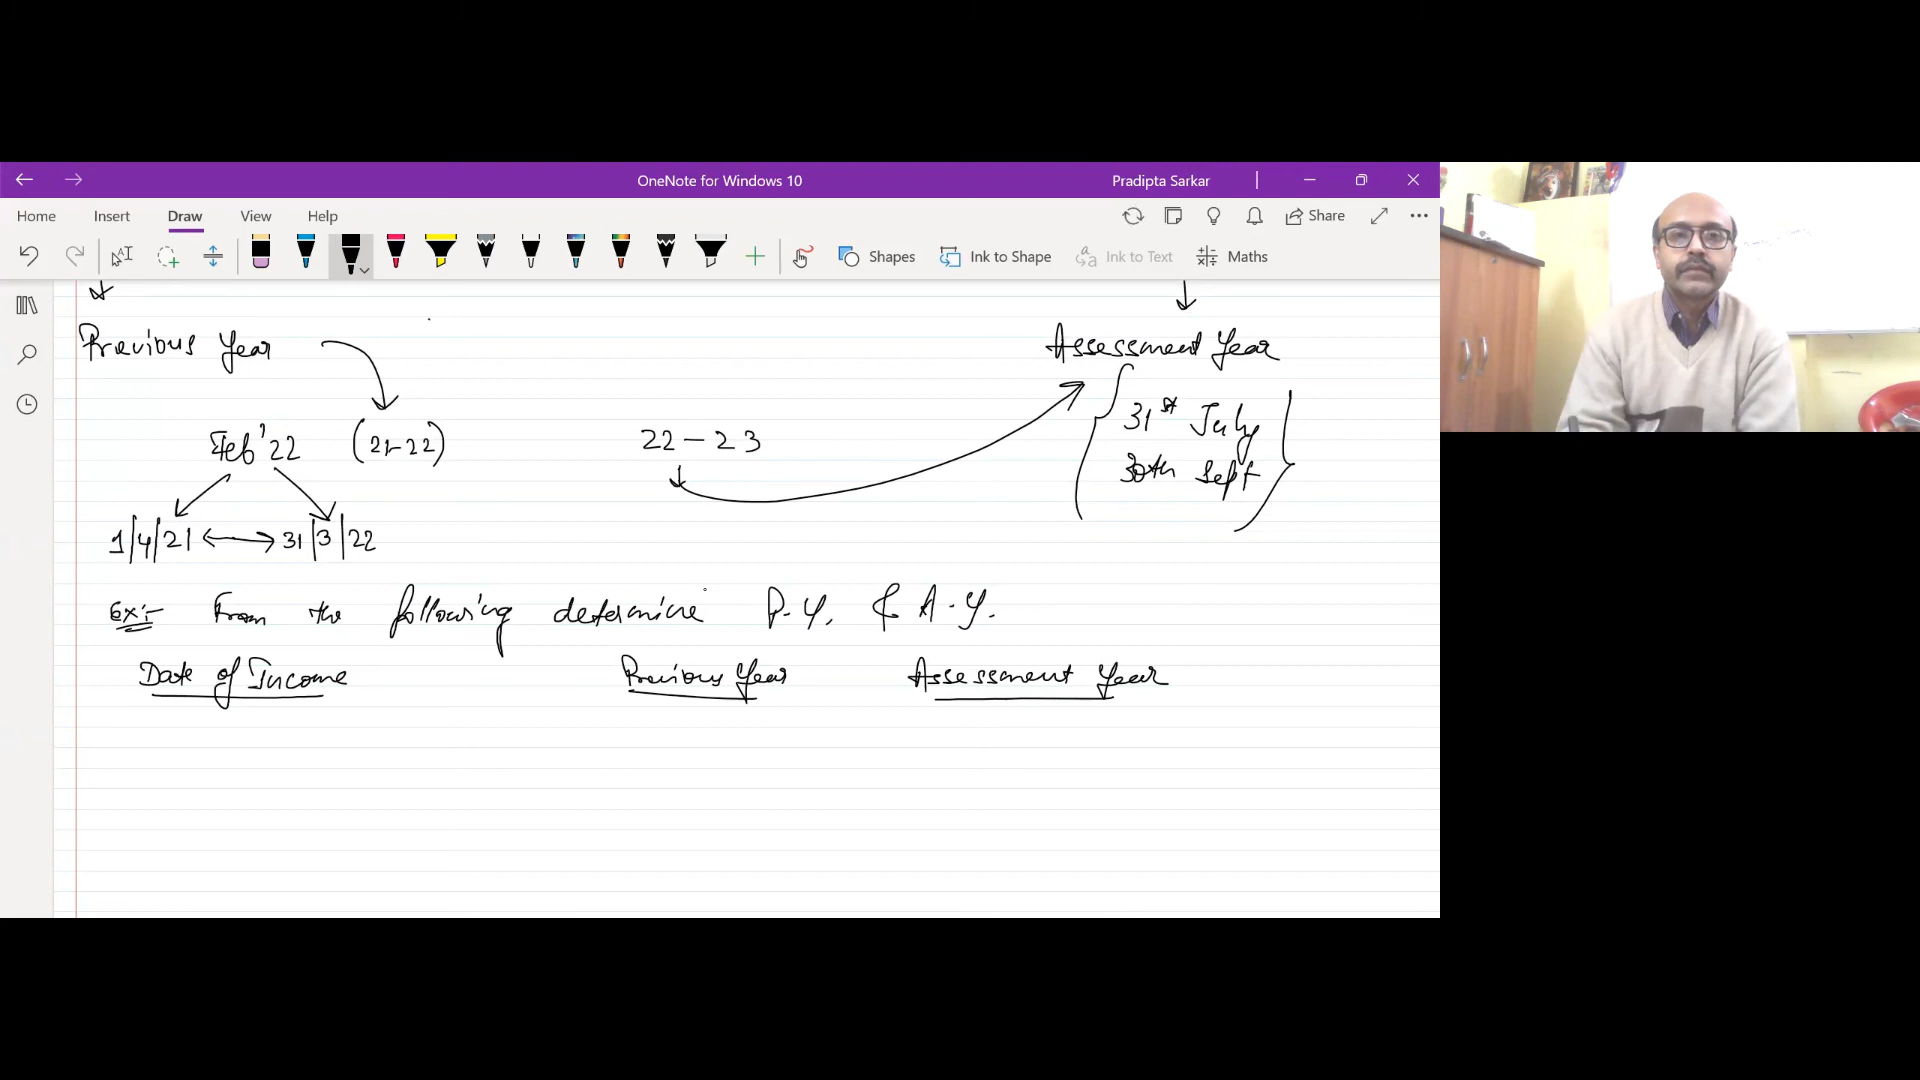 OneNote for Windows 10
Pradipta Sarkar
Home Insert Draw View Help
Share
Shapes Ink to Shape Ink to Text Maths
Previous Year Assessment Year
Feb'22 (21-22) 22-23 31st July
30th Sept
1/4/21 ↔ 31/3/22
Ex:- From the following determine P.Y. & A.Y.
Date of Income Previous Year Assessment Year